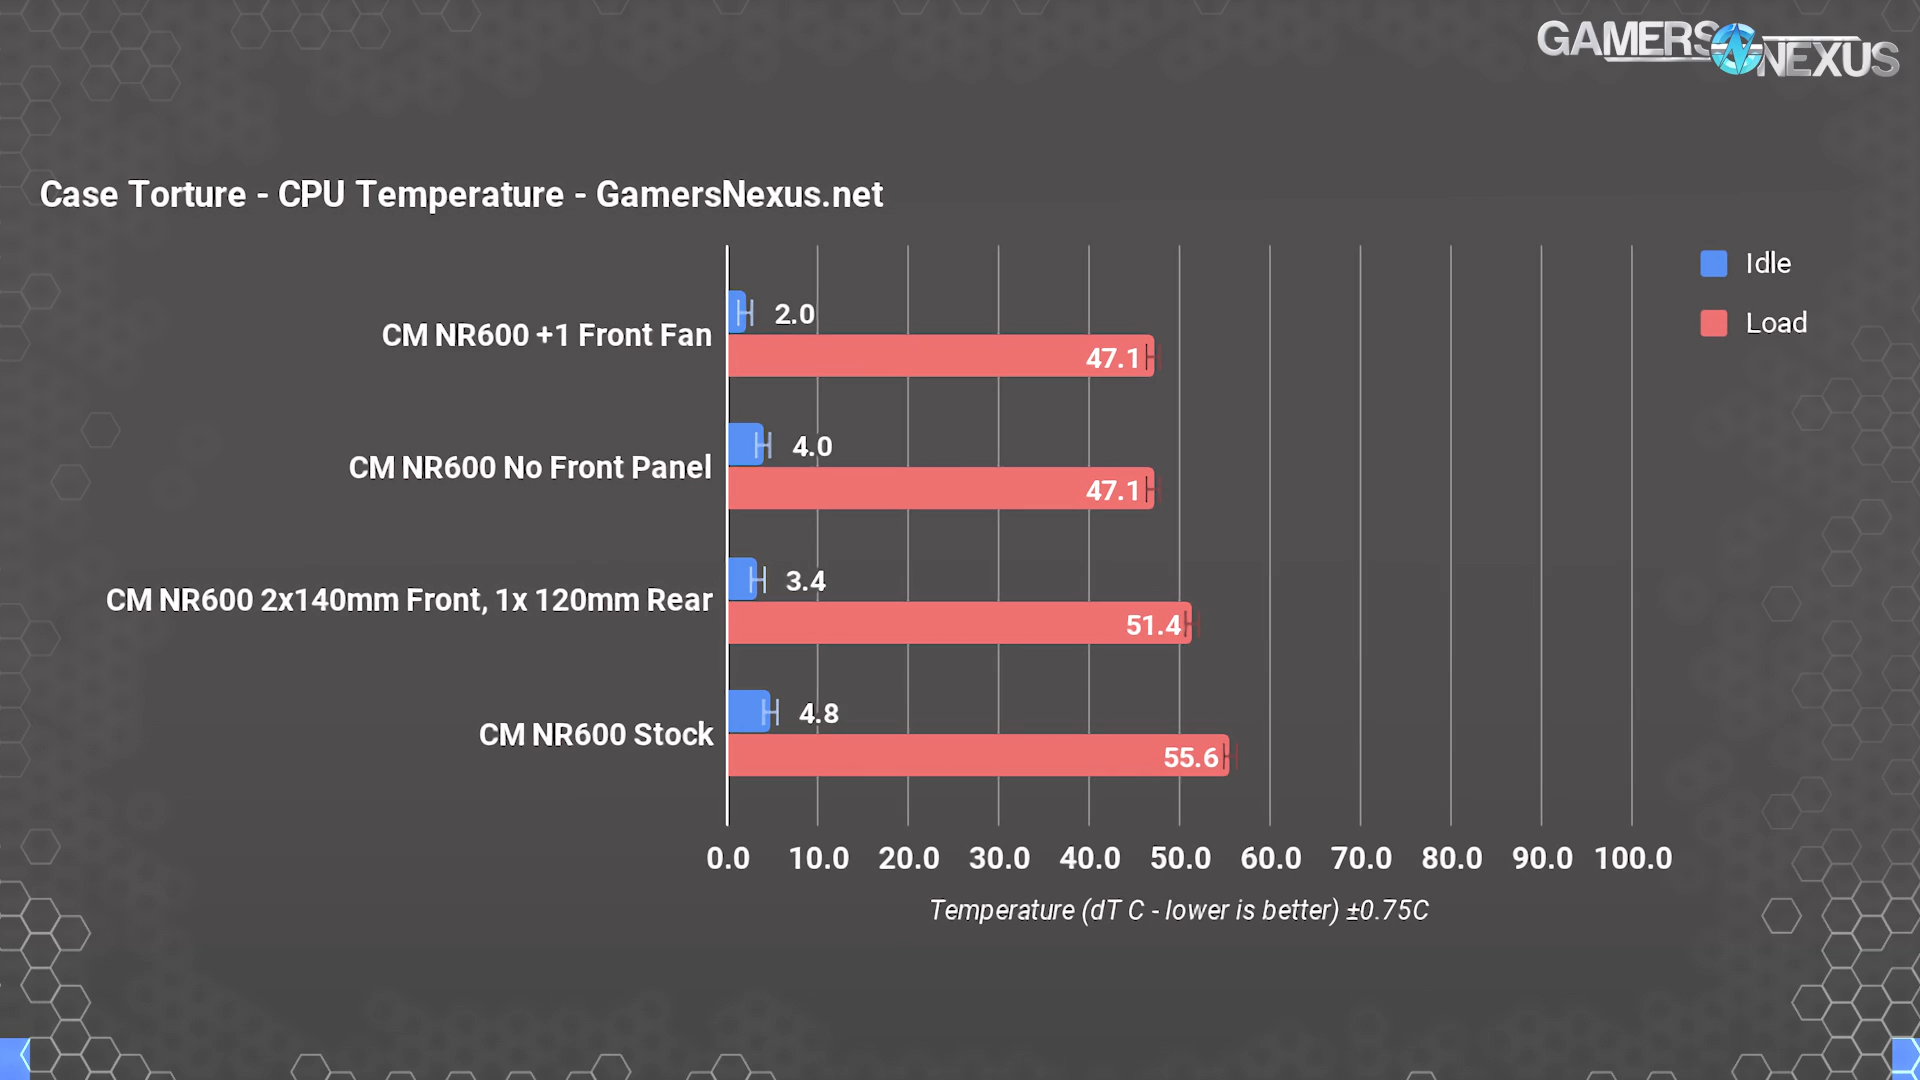 GAMERS NEXUS
Case Torture - CPU Temperature - GamersNexus.net
Idle
Load
CM NR600 +1 Front Fan
2.0
47.1
CM NR600 No Front Panel
4.0
47.1
CM NR600 2x140mm Front, 1x 120mm Rear
3.4
51.4
CM NR600 Stock
4.8
55.6
0.0 10.0 20.0 30.0 40.0 50.0 60.0 70.0 80.0 90.0 100.0
Temperature (dT C - lower is better) ±0.75C